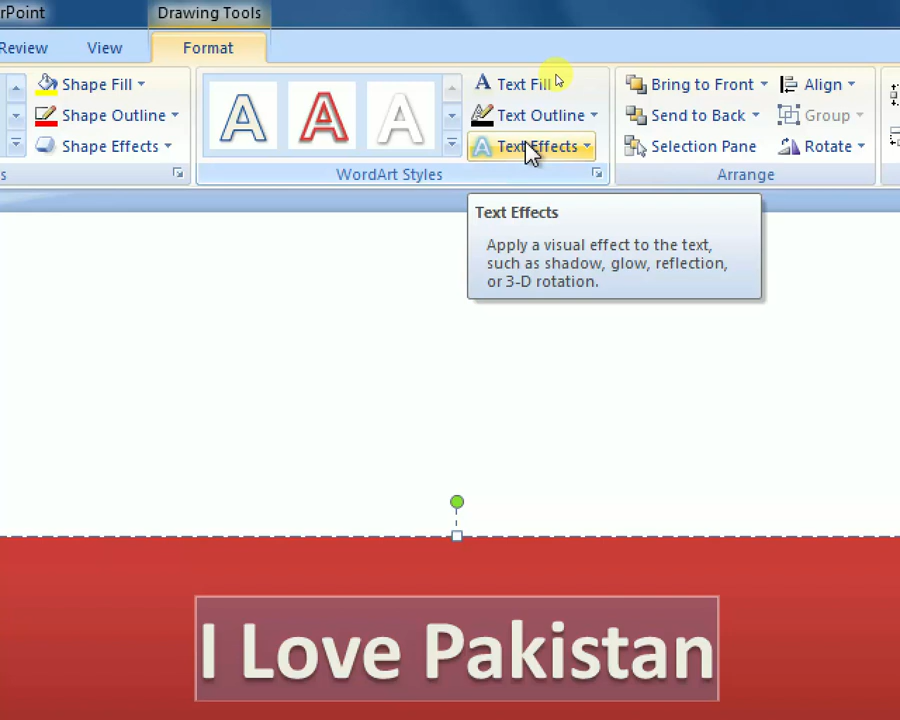 rPoint
Drawing Tools
Review View Format
Shape Fill
Shape Outline
Shape Effects
s
A A A
WordArt Styles
A Text Fill
Text Outline
A Text Effects
Bring to Front
Send to Back
Selection Pane
Align
Group
Rotate
Arrange
Text Effects
Apply a visual effect to the text,
such as shadow, glow, reflection,
or 3-D rotation.
I Love Pakistan